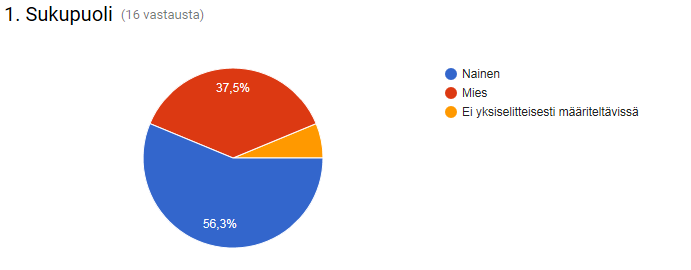 1. Sukupuoli (16 vastausta)
37,5%
56,3%
Nainen
Mies
Ei yksiselitteisesti määriteltävissä